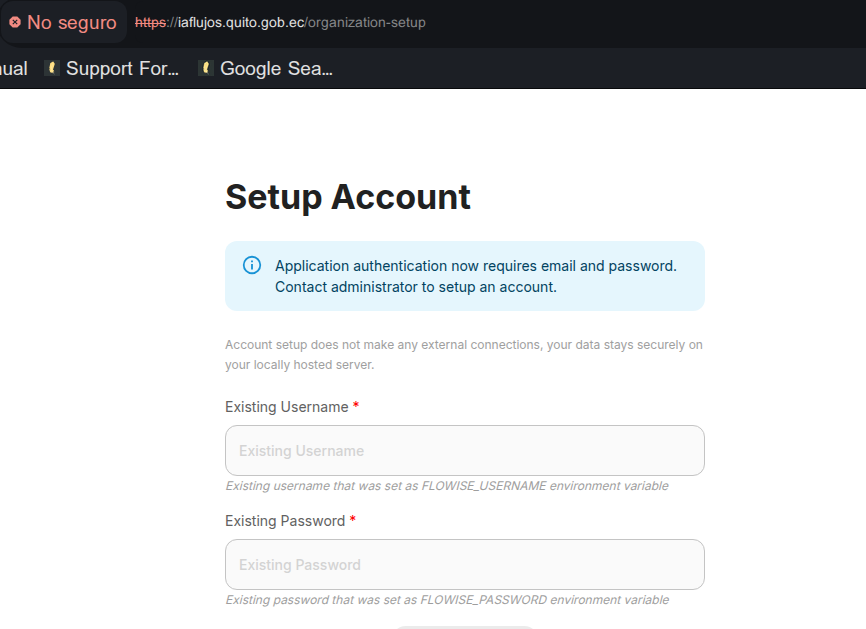 No seguro https://iaflujos.quito.gob.ec/organization-setup
ual Support For... Google Sea...
Setup Account
Application authentication now requires email and password.
Contact administrator to setup an account.
Account setup does not make any external connections, your data stays securely on
your locally hosted server.
Existing Username *
Existing Username
Existing username that was set as FLOWISE_USERNAME environment variable
Existing Password *
Existing Password
Existing password that was set as FLOWISE_PASSWORD environment variable